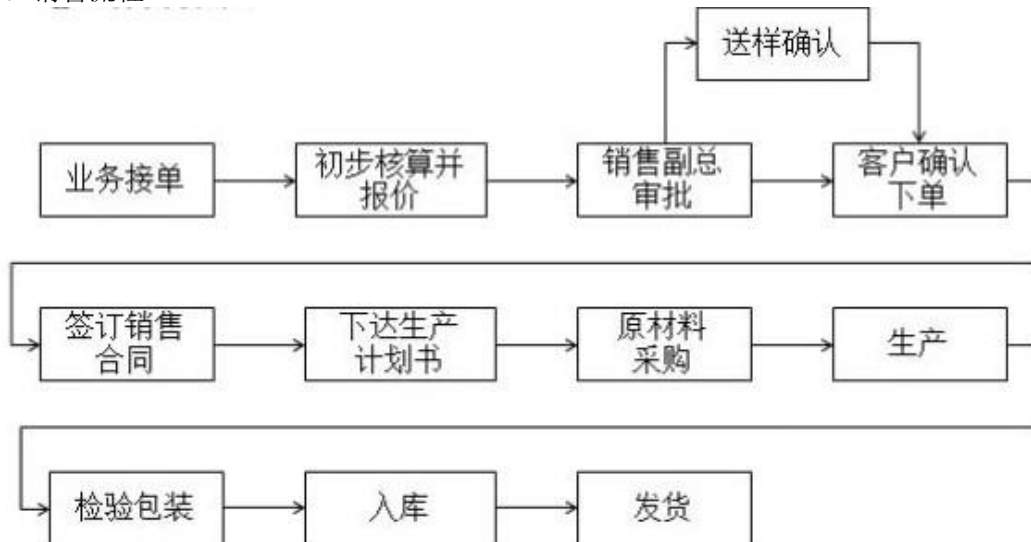 送样确认
业务接单
初步核算并
报价
销售副总
审批
客户确认
下单
签订销售
合同
下达生产
计划书
原材料
采购
生产
检验包装
入库
发货